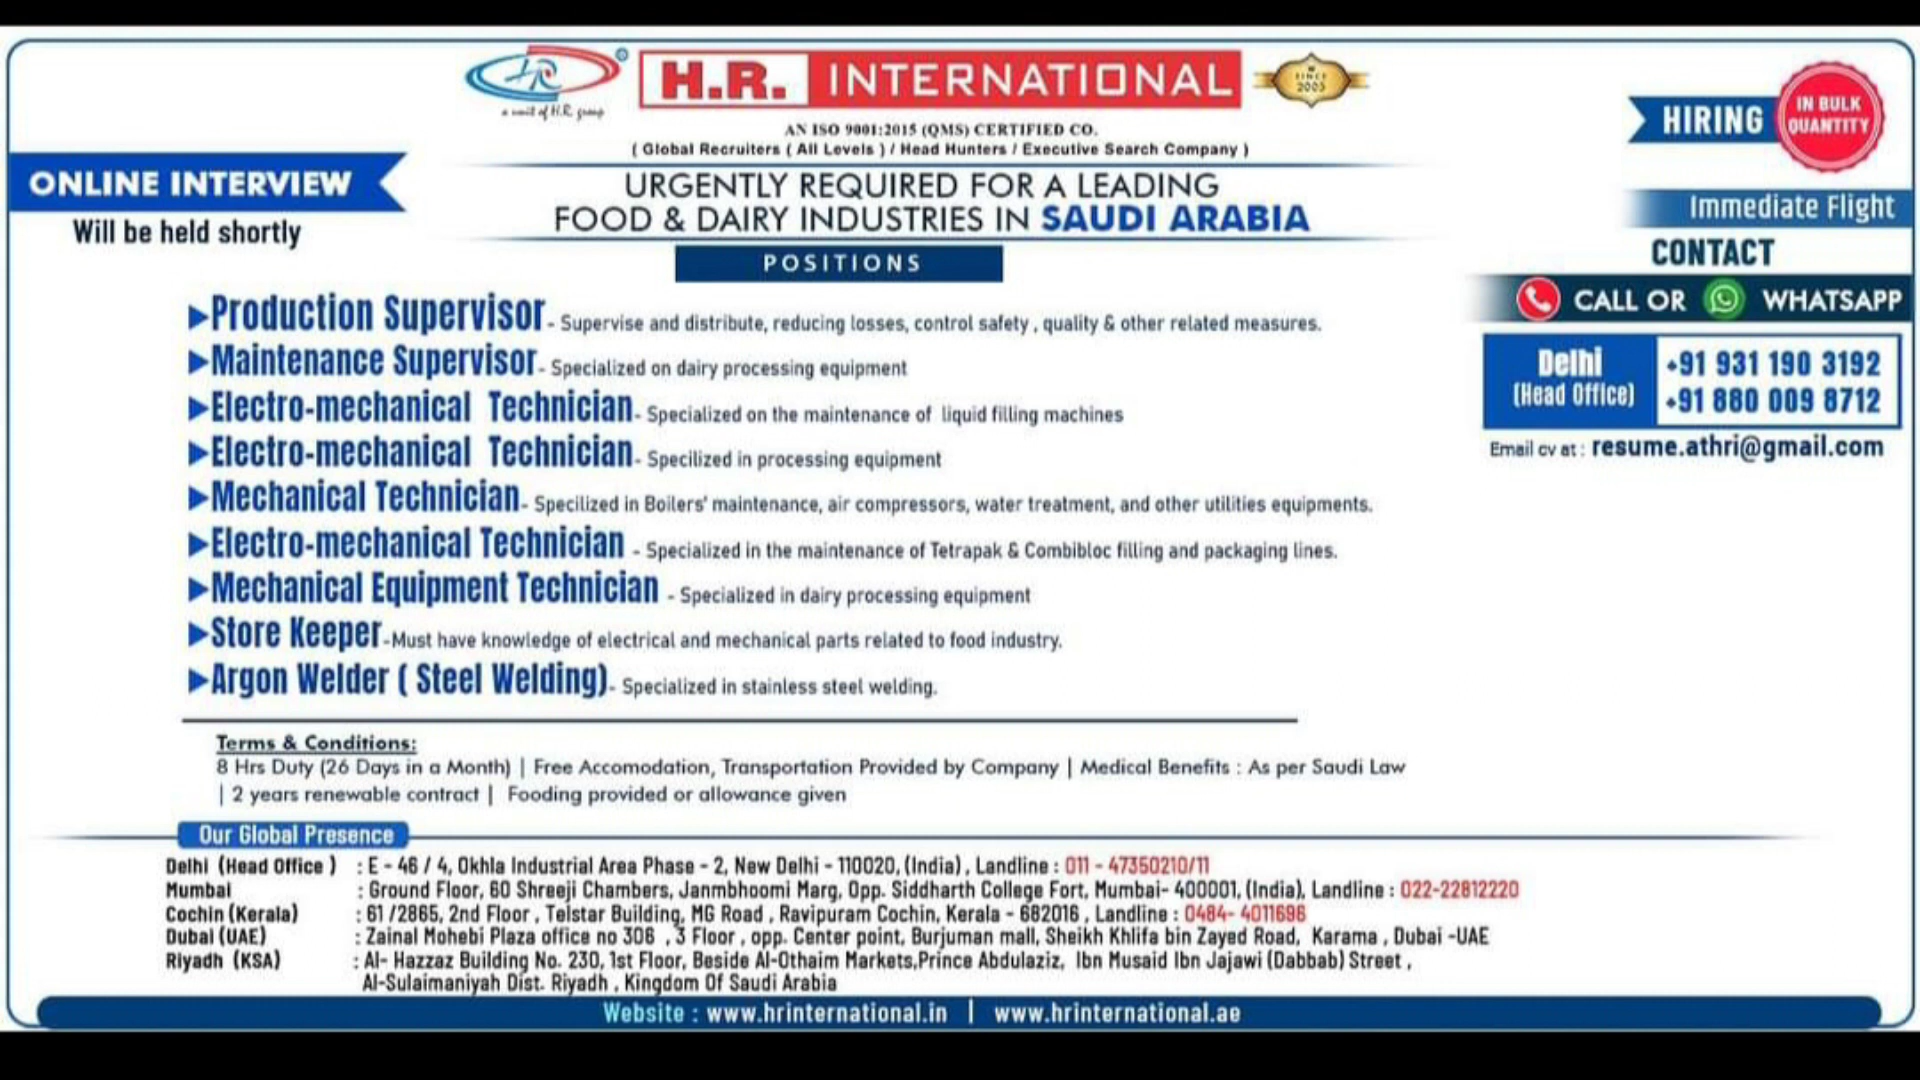 HR
a unit of H.R. group
H.R. INTERNATIONAL
SINCE 2005
AN ISO 9001:2015 (QMS) CERTIFIED CO.
( Global Recruiters ( All Levels ) / Head Hunters / Executive Search Company )
HIRING
IN BULK
QUANTITY
ONLINE INTERVIEW
Will be held shortly
URGENTLY REQUIRED FOR A LEADING
FOOD & DAIRY INDUSTRIES IN SAUDI ARABIA
Immediate Flight
CONTACT
CALL OR WHATSAPP
Delhi
(Head Office)
+91 931 190 3192
+91 880 009 8712
Email cv at : resume.athri@gmail.com
POSITIONS
►Production Supervisor - Supervise and distribute, reducing losses, control safety , quality & other related measures.
►Maintenance Supervisor - Specialized on dairy processing equipment
►Electro-mechanical Technician - Specialized on the maintenance of liquid filling machines
►Electro-mechanical Technician - Specilized in processing equipment
►Mechanical Technician - Specilized in Boilers' maintenance, air compressors, water treatment, and other utilities equipments.
►Electro-mechanical Technician - Specialized in the maintenance of Tetrapak & Combibloc filling and packaging lines.
►Mechanical Equipment Technician - Specialized in dairy processing equipment
►Store Keeper -Must have knowledge of electrical and mechanical parts related to food industry.
►Argon Welder ( Steel Welding) - Specialized in stainless steel welding.
Terms & Conditions:
8 Hrs Duty (26 Days in a Month) | Free Accomodation, Transportation Provided by Company | Medical Benefits : As per Saudi Law
| 2 years renewable contract | Fooding provided or allowance given
Our Global Presence
Delhi (Head Office ) : E - 46 / 4, Okhla Industrial Area Phase - 2, New Delhi - 110020, (India) , Landline : 011 - 47350210/11
Mumbai : Ground Floor, 60 Shreeji Chambers, Janmbhoomi Marg, Opp. Siddharth College Fort, Mumbai- 400001, (India), Landline : 022-22812220
Cochin (Kerala) : 61 /2865, 2nd Floor , Telstar Building, MG Road , Ravipuram Cochin, Kerala - 682016 , Landline : 0484- 4011696
Dubai (UAE) : Zainal Mohebi Plaza office no 306 , 3 Floor , opp. Center point, Burjuman mall, Sheikh Khlifa bin Zayed Road, Karama , Dubai -UAE
Riyadh (KSA) : Al- Hazzaz Building No. 230, 1st Floor, Beside Al-Othaim Markets,Prince Abdulaziz, Ibn Musaid Ibn Jajawi (Dabbab) Street ,
Al-Sulaimaniyah Dist. Riyadh , Kingdom Of Saudi Arabia
Website : www.hrinternational.in | www.hrinternational.ae